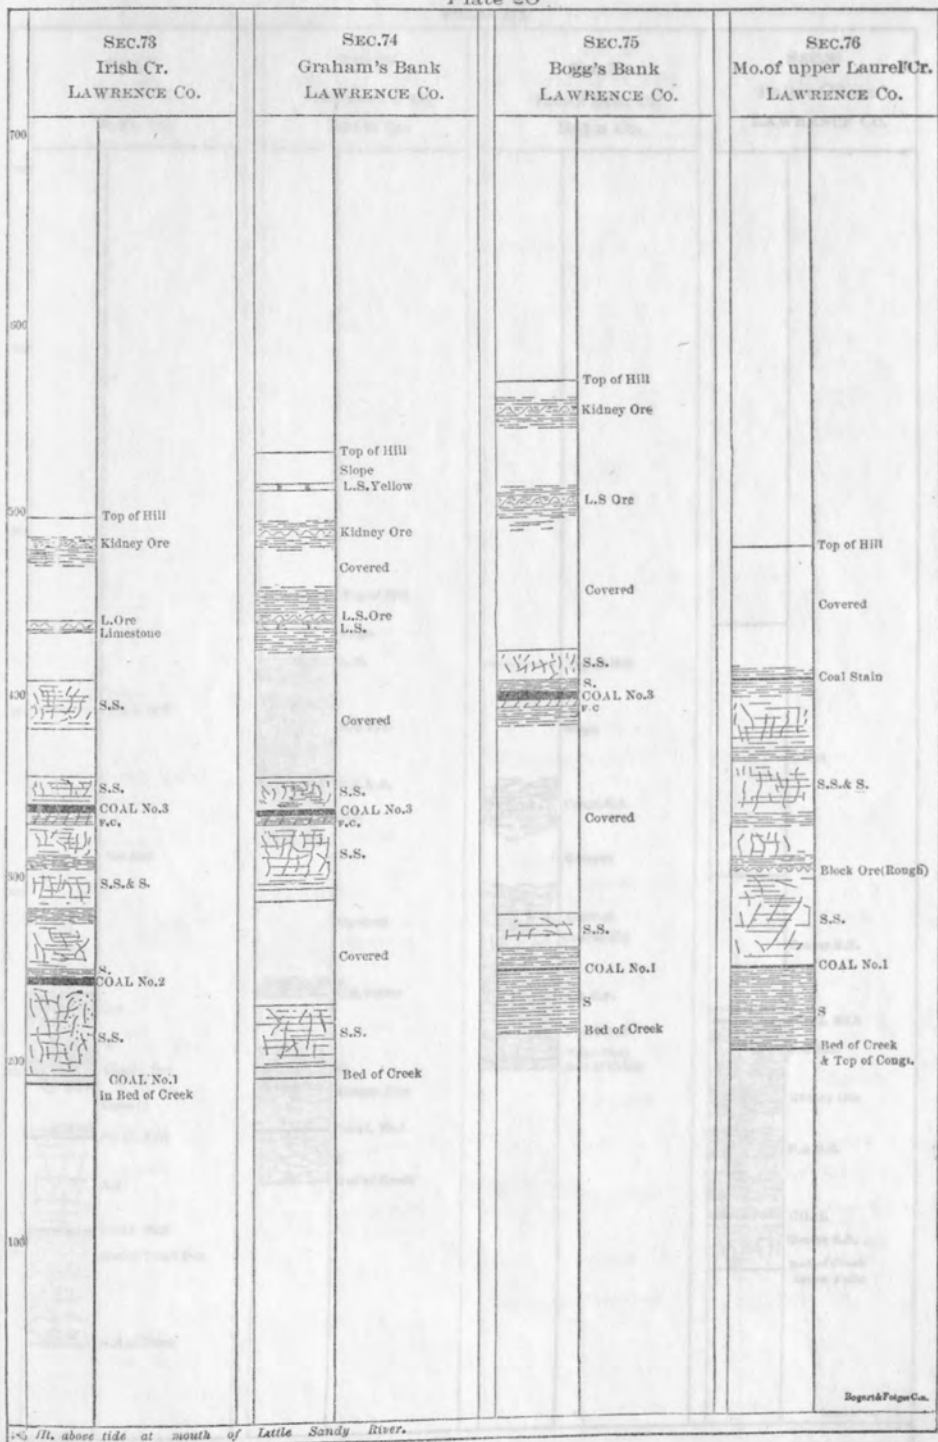 Plate 20
SEC.73
Irish Cr.
LAWRENCE Co.
SEC.74
Graham's Bank
LAWRENCE Co.
SEC.75
Bogg's Bank
LAWRENCE Co.
SEC.76
Mo.of upper Laurel Cr.
LAWRENCE Co.
700
600
500
400
300
200
100
Top of Hill
Kidney Ore
L.Ore
Limestone
S.S.
S.S.
COAL No.3
F.C.
S.S.& S.
S.
COAL No.2
S.S.
COAL No.1
in Bed of Creek
Top of Hill
Slope
L.S.Yellow
Kidney Ore
Covered
L.S.Ore
L.S.
Covered
S.S.
COAL No.3
F.C.
S.S.
Covered
S.S.
Bed of Creek
Top of Hill
Kidney Ore
L.S Ore
Covered
S.S.
S.
COAL No.3
F.C
Covered
S.S.
COAL No.1
S
Bed of Creek
Top of Hill
Covered
Coal Stain
S.S.& S.
Block Ore(Rough)
S.S.
COAL No.1
S
Bed of Creek
& Top of Congl.
ft. above tide at mouth of Little Sandy River.